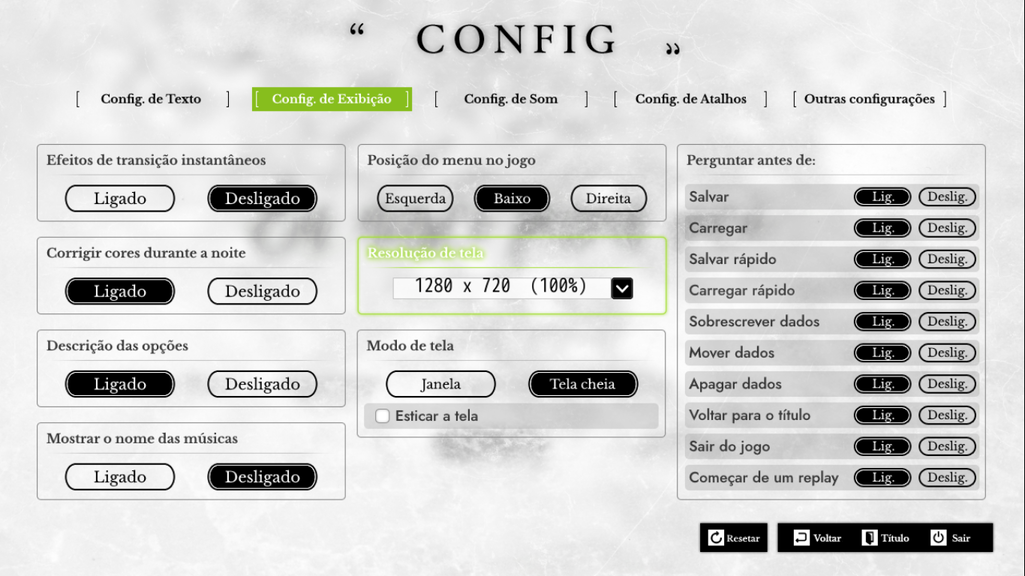 “ CONFIG „
[ Config. de Texto ] [ Config. de Exibição ] [ Config. de Som ] [ Config. de Atalhos ] [ Outras configurações ]
Efeitos de transição instantâneos
Ligado Desligado
Corrigir cores durante a noite
Ligado Desligado
Descrição das opções
Ligado Desligado
Mostrar o nome das músicas
Ligado Desligado
Posição do menu no jogo
Esquerda Baixo Direita
Resolução de tela
1280 x 720 (100%)
Modo de tela
Janela Tela cheia
Esticar a tela
Perguntar antes de:
Salvar Lig. Deslig.
Carregar Lig. Deslig.
Salvar rápido Lig. Deslig.
Carregar rápido Lig. Deslig.
Sobrescrever dados Lig. Deslig.
Mover dados Lig. Deslig.
Apagar dados Lig. Deslig.
Voltar para o título Lig. Deslig.
Sair do jogo Lig. Deslig.
Começar de um replay Lig. Deslig.
Resetar Voltar Título Sair